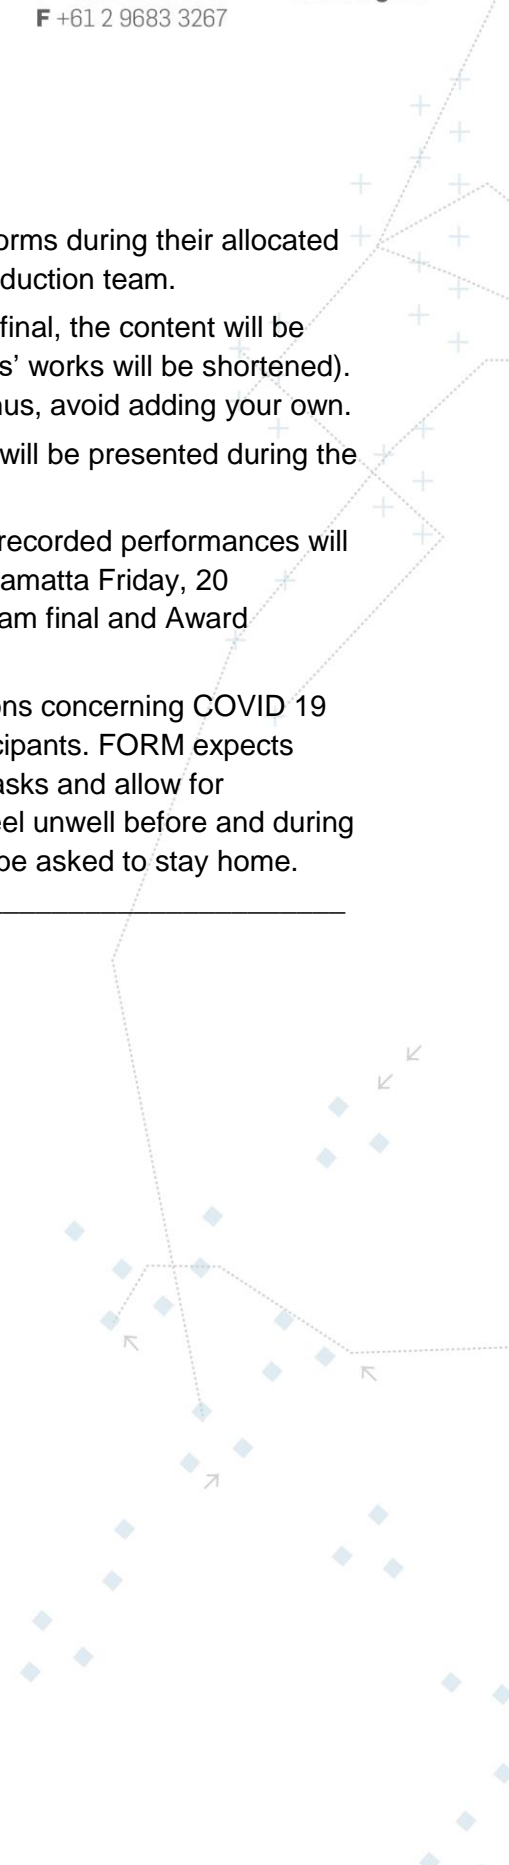 F +61 2 9683 3267
orms during their allocated
duction team.
final, the content will be
s’ works will be shortened).
nus, avoid adding your own.
will be presented during the
recorded performances will
amatta Friday, 20
am final and Award
ons concerning COVID 19
cipants. FORM expects
asks and allow for
eel unwell before and during
be asked to stay home.